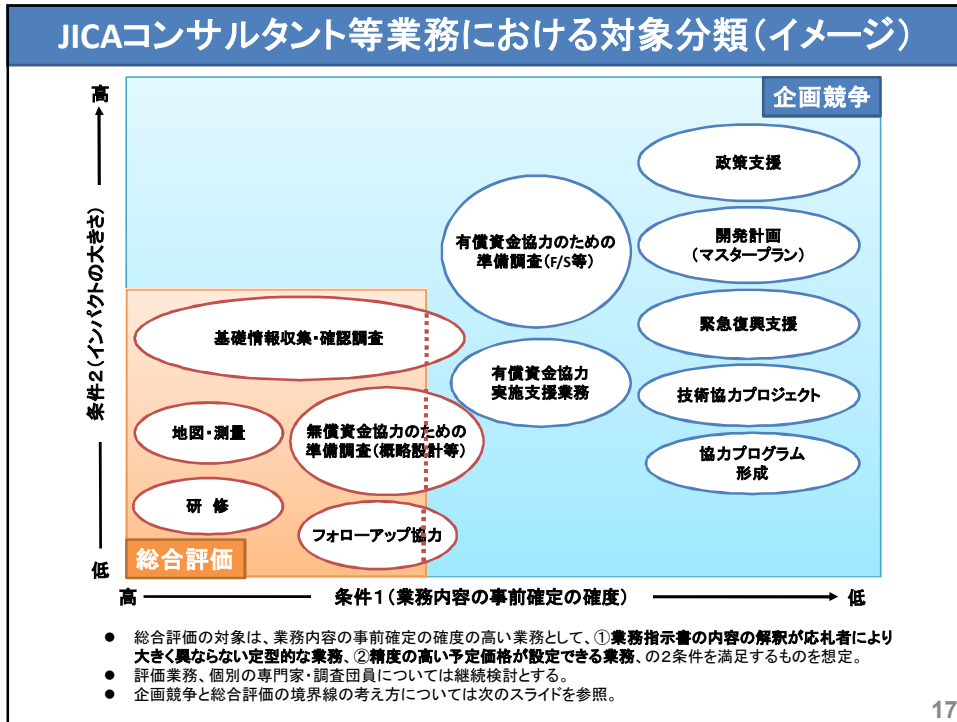 JICAコンサルタント等業務における対象分類(イメージ)
企画競争
高
条件2(インパクトの大きさ)
低
政策支援
開発計画
(マスタープラン)
緊急復興支援
技術協力プロジェクト
協力プログラム
形成
有償資金協力のための
準備調査(F/S等)
有償資金協力
実施支援業務
基礎情報収集・確認調査
地図・測量
無償資金協力のための
準備調査(概略設計等)
研 修
フォローアップ協力
総合評価
高
条件1(業務内容の事前確定の確度)
低
● 総合評価の対象は、業務内容の事前確定の確度の高い業務として、①業務指示書の内容の解釈が応札者により
大きく異ならない定型的な業務、②精度の高い予定価格が設定できる業務、の2条件を満足するものを想定。
● 評価業務、個別の専門家・調査団員については継続検討とする。
● 企画競争と総合評価の境界線の考え方については次のスライドを参照。
17